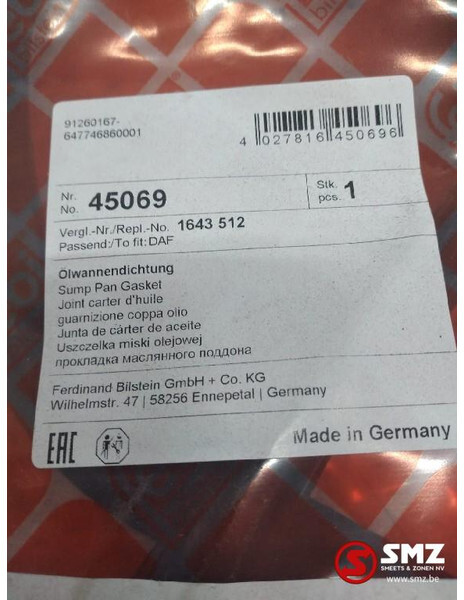 91260167-
647746860001
4 027816 450696
Nr.
No. 45069
Stk.
pcs. 1
Vergl.-Nr./Repl.-No. 1643 512
Passend:/To fit: DAF
Ölwannendichtung
Sump Pan Gasket
Joint carter d'huile
guarnizione coppa olio
Junta de cárter de aceite
Uszczelka miski olejowej
прокладка маслянного поддона
Ferdinand Bilstein GmbH + Co. KG
Wilhelmstr. 47 | 58256 Ennepetal | Germany
EAC
Made in Germany
SMZ
SMEETS & ZONEN NV
www.smz.be